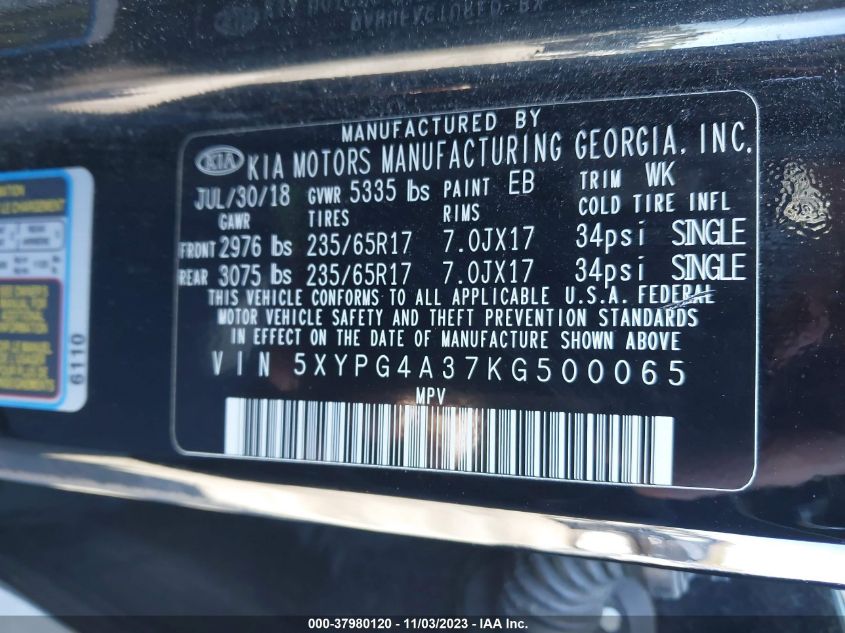 MANUFACTURED BY
KIA KIA MOTORS MANUFACTURING GEORGIA, INC.
JUL/30/18 GVWR 5335 lbs PAINT EB TRIM WK
GAWR TIRES RIMS COLD TIRE INFL
FRONT 2976 lbs 235/65R17 7.0JX17 34psi SINGLE
REAR 3075 lbs 235/65R17 7.0JX17 34psi SINGLE
THIS VEHICLE CONFORMS TO ALL APPLICABLE U.S.A. FEDERAL
MOTOR VEHICLE SAFETY AND THEFT PREVENTION STANDARDS
IN EFFECT ON THE DATE OF MANUFACTURE SHOWN ABOVE
VIN 5XYPG4A37KG500065
MPV
6110
000-37980120 - 11/03/2023 - IAA Inc.